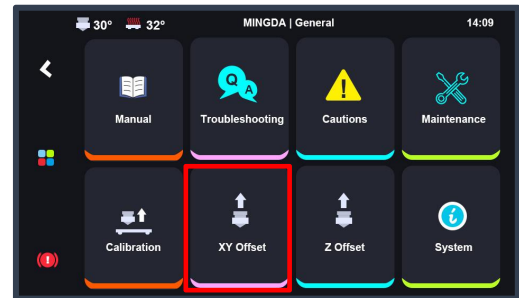 30° 32° MINGDA | General 14:09
Manual Troubleshooting Cautions Maintenance
Calibration XY Offset Z Offset System